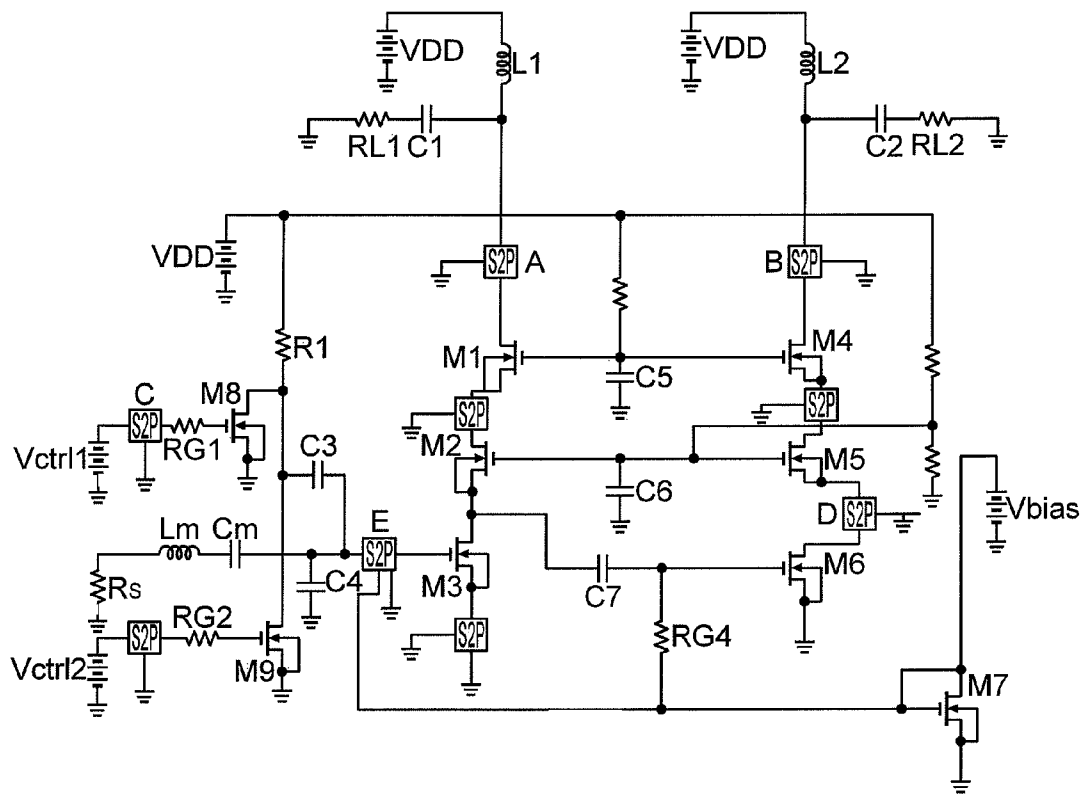 VDD
L1
VDD
L2
RL1
C1
C2
RL2
VDD
S2P
A
B
S2P
R1
M1
C5
M4
C
M8
S2P
S2P
S2P
RG1
Vctrl1
C3
M2
C6
M5
Lm
Cm
E
D
S2P
Vbias
S2P
Rs
C4
M3
C7
M6
RG2
S2P
S2P
RG4
Vctrl2
M9
M7